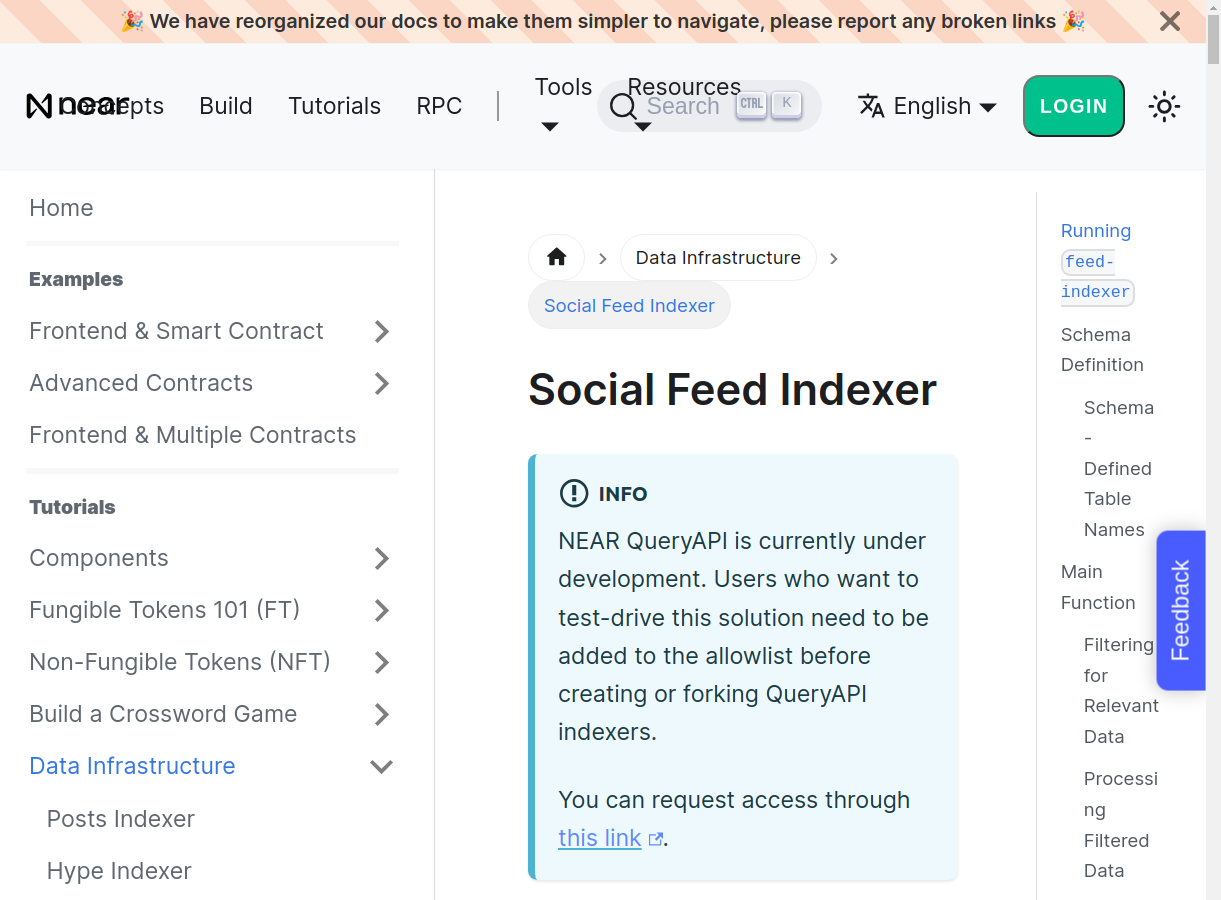 🎉 We have reorganized our docs to make them simpler to navigate, please report any broken links 🎉
near
Concepts
Build
Tutorials
RPC
Tools
Resources
Search
CTRL
K
English
LOGIN
Home
Examples
Frontend & Smart Contract
Advanced Contracts
Frontend & Multiple Contracts
Tutorials
Components
Fungible Tokens 101 (FT)
Non-Fungible Tokens (NFT)
Build a Crossword Game
Data Infrastructure
Posts Indexer
Hype Indexer
Data Infrastructure
Social Feed Indexer
Social Feed Indexer
INFO
NEAR QueryAPI is currently under
development. Users who want to
test-drive this solution need to be
added to the allowlist before
creating or forking QueryAPI
indexers.
You can request access through
this link.
Running
feed-
indexer
Schema
Definition
Schema
-
Defined
Table
Names
Main
Function
Filtering
for
Relevant
Data
Processi
ng
Filtered
Data
Feedback